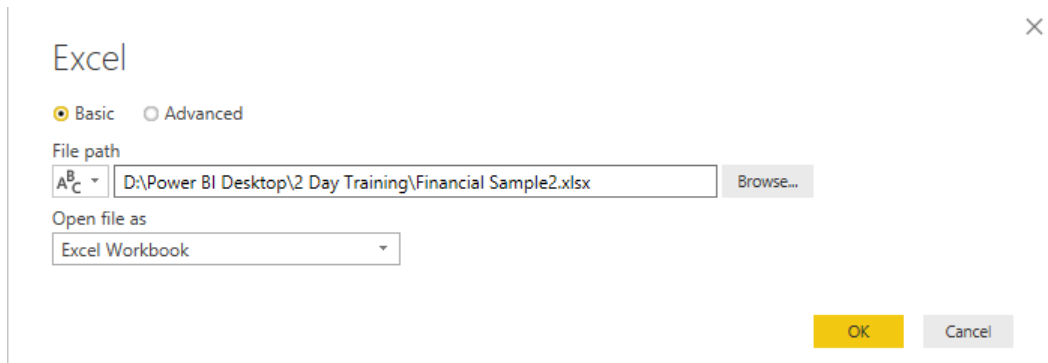 Excel
Basic Advanced
File path
ABC D:\Power BI Desktop\2 Day Training\Financial Sample2.xlsx Browse...
Open file as
Excel Workbook
OK Cancel